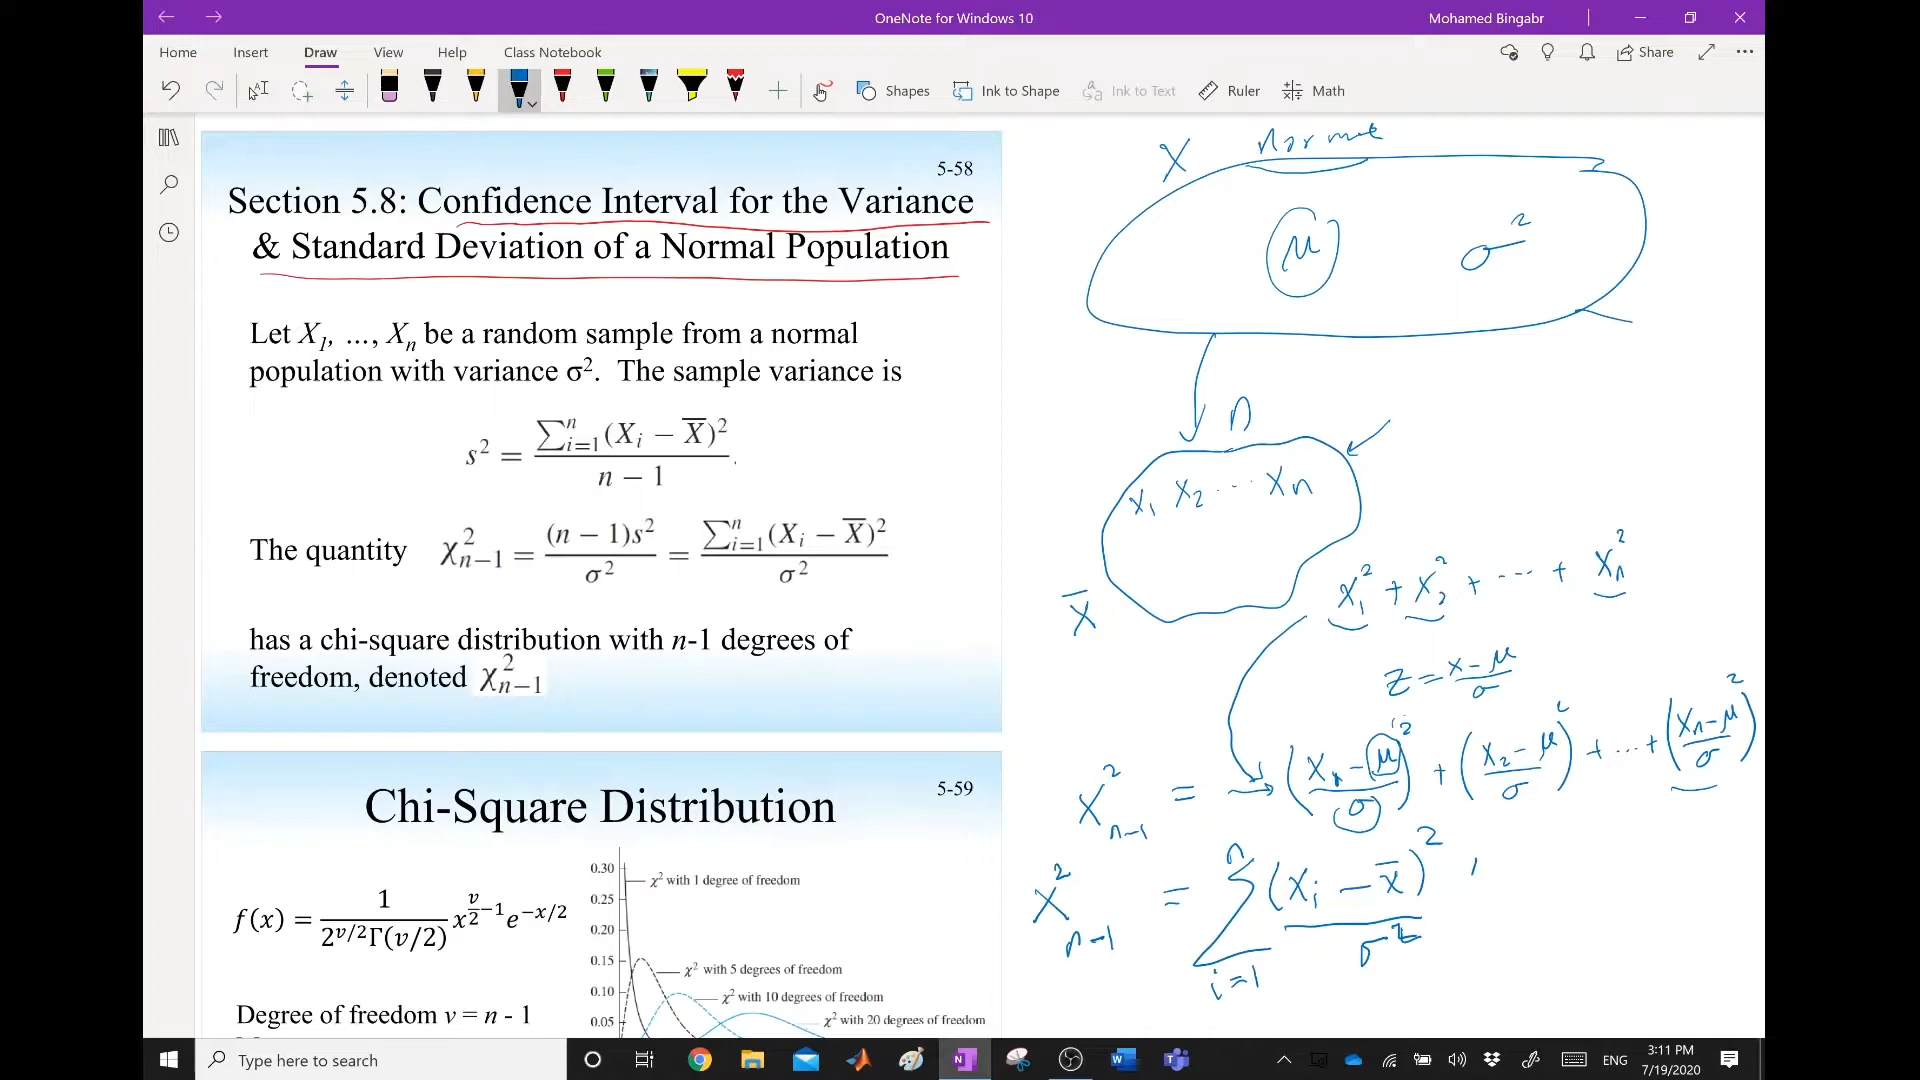 OneNote for Windows 10
Mohamed Bingabr
Home Insert Draw View Help Class Notebook
Share
Shapes Ink to Shape Ink to Text Ruler Math
5-58
Section 5.8: Confidence Interval for the Variance
& Standard Deviation of a Normal Population
Let X₁, ..., Xₙ be a random sample from a normal
population with variance σ². The sample variance is
s² = ∑ⁿᵢ₌₁(Xᵢ − X̅)² / n − 1.
The quantity χ²ₙ₋₁ = (n − 1)s² / σ² = ∑ⁿᵢ₌₁(Xᵢ − X̅)² / σ²
has a chi-square distribution with n-1 degrees of
freedom, denoted χ²ₙ₋₁
5-59
Chi-Square Distribution
f(x) = 1 / 2^(v/2)Γ(v/2) x^(v/2−1) e^(−x/2)
Degree of freedom v = n - 1
0.30
0.25
0.20
0.15
0.10
0.05
χ² with 1 degree of freedom
χ² with 5 degrees of freedom
χ² with 10 degrees of freedom
χ² with 20 degrees of freedom
X Normal
μ σ²
n
X₁ X₂ ... Xn
X̅
X₁² + X₂² + ---- + Xn²
Z = x − μ / σ
X²n-1 = (X₁ − μ / σ)² + (X₂ − μ / σ)² + ... + (Xn − μ / σ)²
X²n-1 = ∑ⁿᵢ₌₁ (Xi − x̅)² / σ²
Type here to search
ENG
3:11 PM
7/19/2020